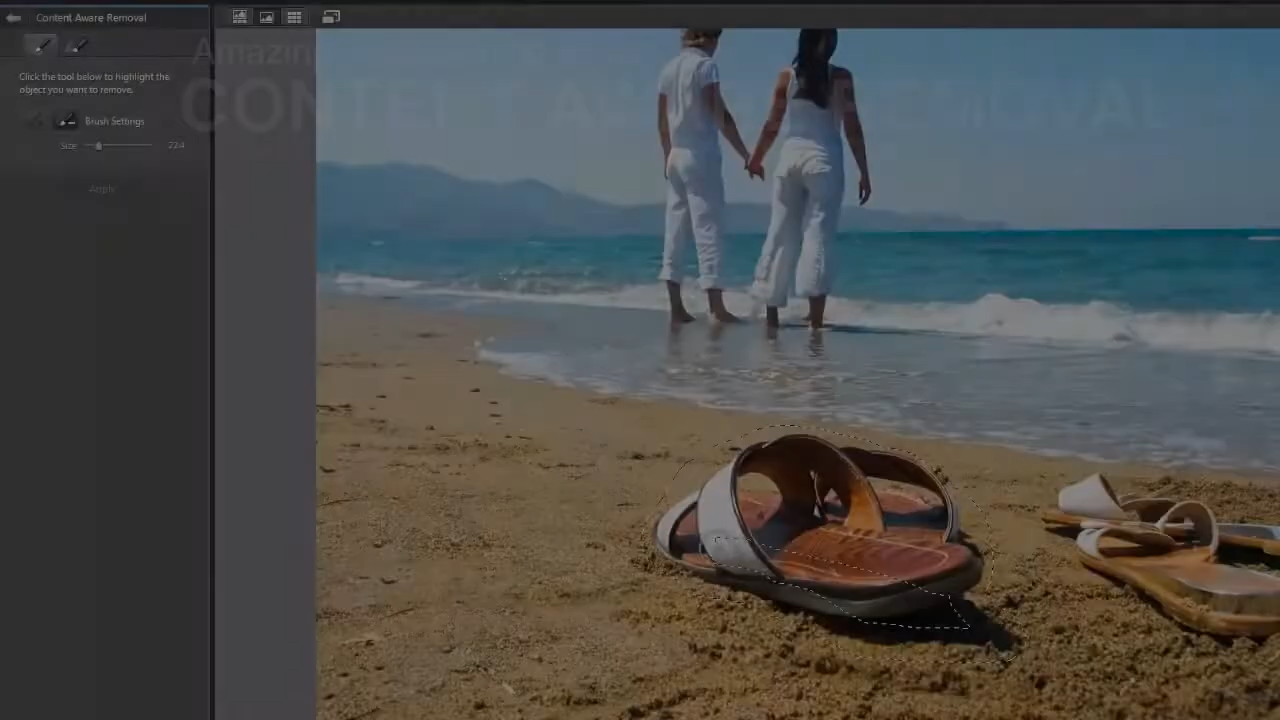 Content Aware Removal
Amazing
CONTENT AWARE REMOVAL
Click the tool below to highlight the
object you want to remove.
Brush Settings
Size
224
Apply